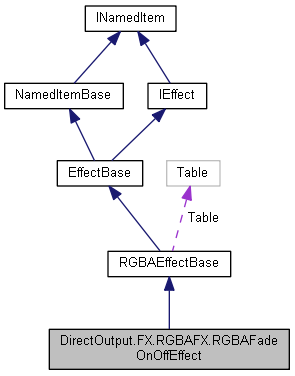 INamedItem
NamedItemBase
IEffect
EffectBase
Table
Table
RGBAEffectBase
DirectOutput.FX.RGBAFX.RGBAFade
OnOffEffect